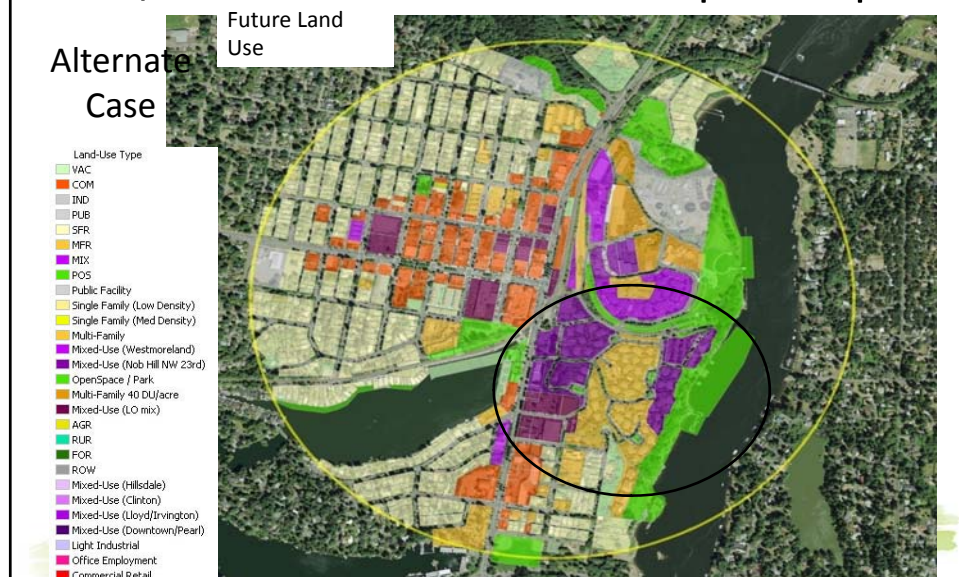 Future Land
Use
Alternate
Case
Land-Use Type
VAC
COM
IND
PUB
SFR
MFR
MIX
POS
Public Facility
Single Family (Low Density)
Single Family (Med Density)
Multi-Family
Mixed-Use (Westmoreland)
Mixed-Use (Nob Hill NW 23rd)
OpenSpace / Park
Multi-Family 40 DU/acre
Mixed-Use (LO mix)
AGR
RUR
FOR
ROW
Mixed-Use (Hillsdale)
Mixed-Use (Clinton)
Mixed-Use (Lloyd/Irvington)
Mixed-Use (Downtown/Pearl)
Light Industrial
Office Employment
Commercial Retail